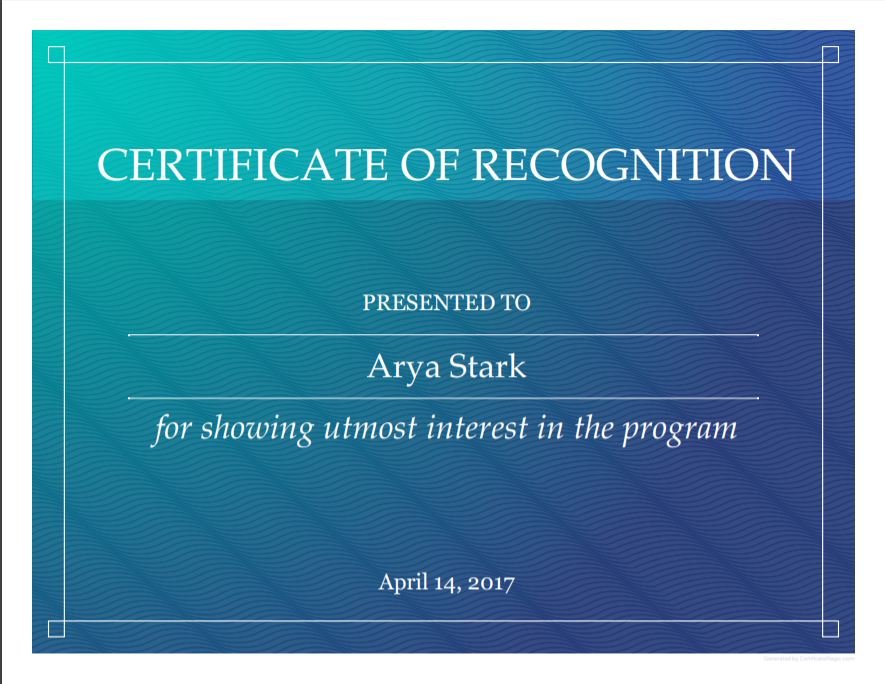 CERTIFICATE OF RECOGNITION
PRESENTED TO
Arya Stark
for showing utmost interest in the program
April 14, 2017
Generated by CertificateMagic.com